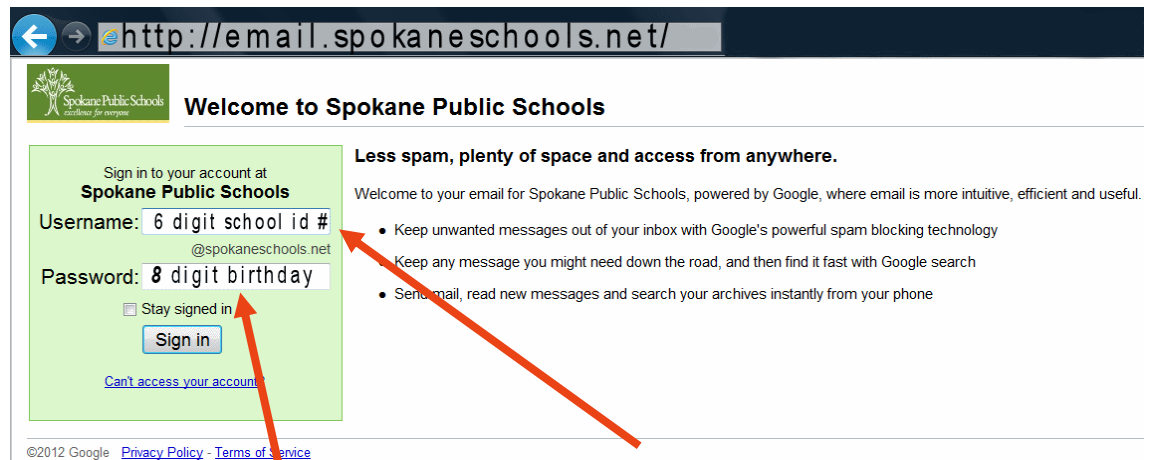 http://email.spokaneschools.net/
Spokane Public Schools
excellence for everyone
Welcome to Spokane Public Schools
Sign in to your account at
Spokane Public Schools
Username: 6 digit school id #
@spokaneschools.net
Password: 8 digit birthday
Stay signed in
Sign in
Can't access your account?
Less spam, plenty of space and access from anywhere.
Welcome to your email for Spokane Public Schools, powered by Google, where email is more intuitive, efficient and useful.
• Keep unwanted messages out of your inbox with Google's powerful spam blocking technology
• Keep any message you might need down the road, and then find it fast with Google search
• Send mail, read new messages and search your archives instantly from your phone
©2012 Google Privacy Policy - Terms of Service